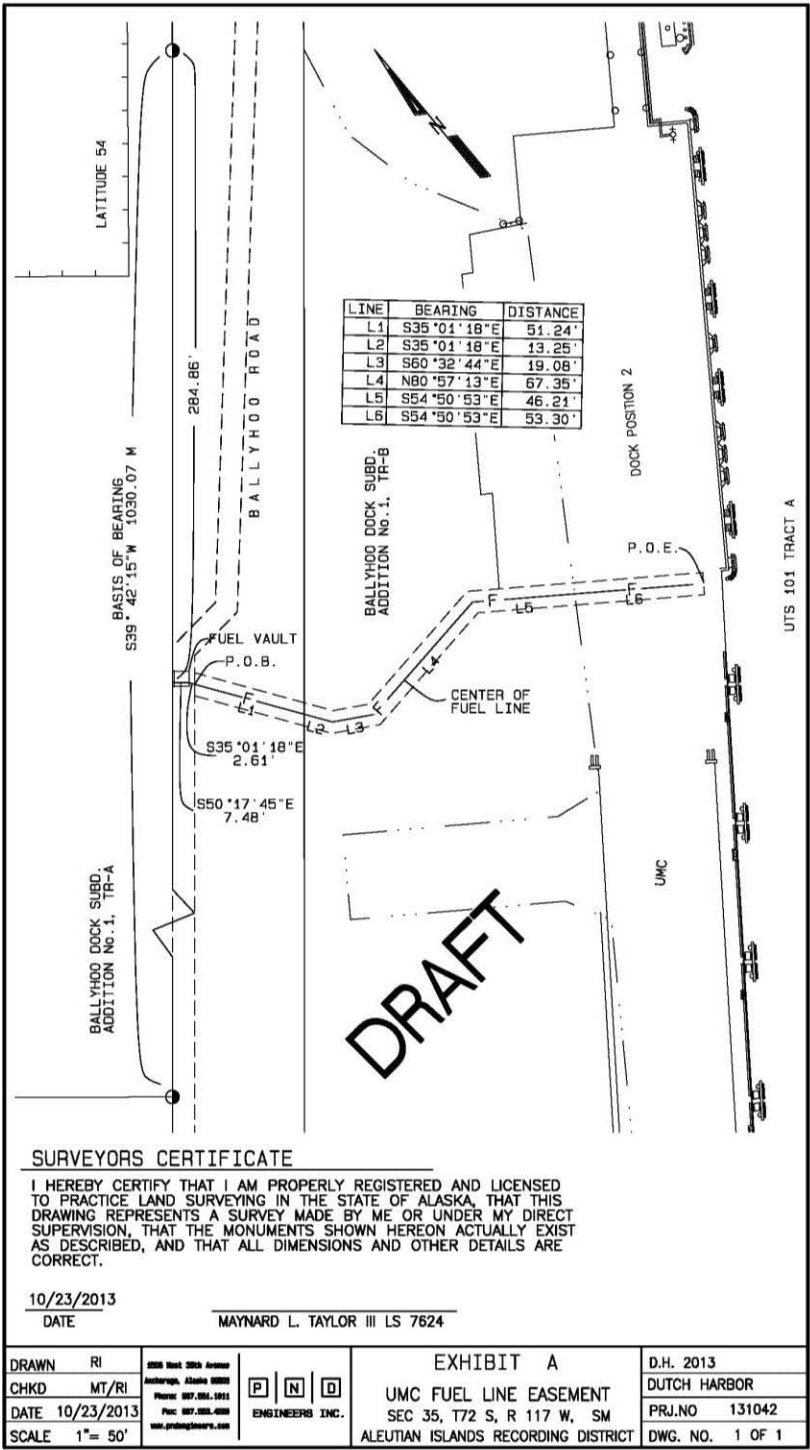 LATITUDE 54
284.86'
BALLYHOO ROAD
BASIS OF BEARING
S39° 42'15"W 1030.07 M
N
LINE BEARING DISTANCE
L1 S35°01'18"E 51.24'
L2 S35°01'18"E 13.25'
L3 S60°32'44"E 19.08'
L4 N80°57'13"E 67.35'
L5 S54°50'53"E 46.21'
L6 S54°50'53"E 53.30'
DOCK POSITION 2
BALLYHOO DOCK SUBD.
ADDITION No.1, TR-B
P.O.E.
UTS 101 TRACT A
FUEL VAULT
P.O.B.
F
L1
L2
L3
F
L4
F
L5
F
L6
CENTER OF
FUEL LINE
S35°01'18"E
2.61'
S50°17'45"E
7.48'
BALLYHOO DOCK SUBD.
ADDITION No.1, TR-A
UMC
DRAFT
SURVEYORS CERTIFICATE
I HEREBY CERTIFY THAT I AM PROPERLY REGISTERED AND LICENSED
TO PRACTICE LAND SURVEYING IN THE STATE OF ALASKA, THAT THIS
DRAWING REPRESENTS A SURVEY MADE BY ME OR UNDER MY DIRECT
SUPERVISION, THAT THE MONUMENTS SHOWN HEREON ACTUALLY EXIST
AS DESCRIBED, AND THAT ALL DIMENSIONS AND OTHER DETAILS ARE
CORRECT.
10/23/2013
DATE
MAYNARD L. TAYLOR III LS 7624
DRAWN RI
CHKD MT/RI
DATE 10/23/2013
SCALE 1"= 50'
West 36th Avenue
Anchorage, Alaska
Phone:
Fax:
www.pndengineers.com
P N D
ENGINEERS INC.
EXHIBIT A
UMC FUEL LINE EASEMENT
SEC 35, T72 S, R 117 W, SM
ALEUTIAN ISLANDS RECORDING DISTRICT
D.H. 2013
DUTCH HARBOR
PRJ.NO 131042
DWG. NO. 1 OF 1